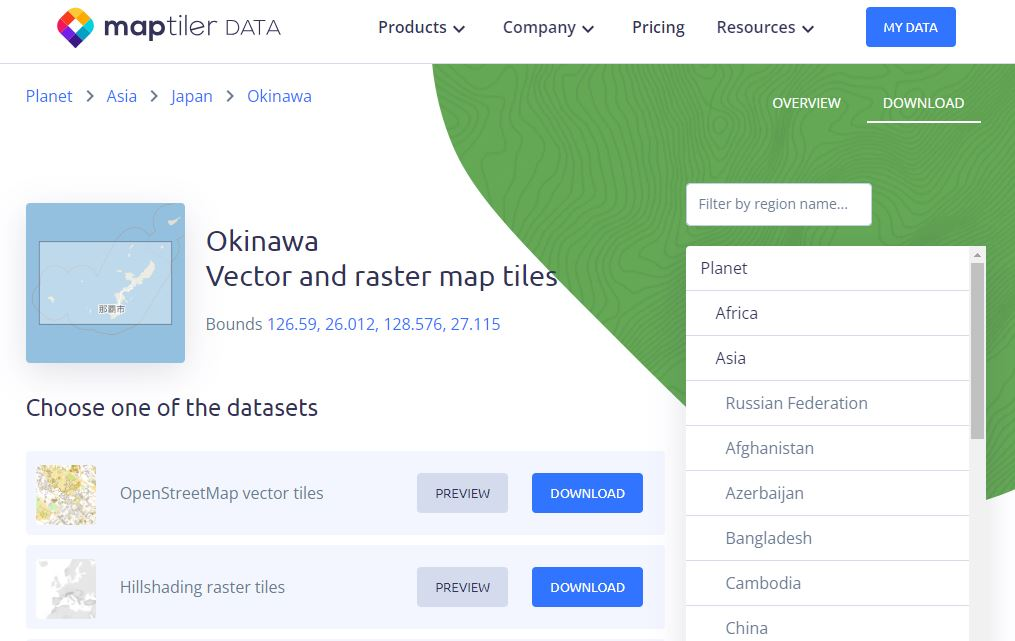 maptiler DATA
Products
Company
Pricing
Resources
MY DATA
Planet > Asia > Japan > Okinawa
OVERVIEW
DOWNLOAD
那覇市
Okinawa
Vector and raster map tiles
Bounds 126.59, 26.012, 128.576, 27.115
Choose one of the datasets
OpenStreetMap vector tiles
PREVIEW
DOWNLOAD
Hillshading raster tiles
PREVIEW
DOWNLOAD
Filter by region name...
Planet
Africa
Asia
Russian Federation
Afghanistan
Azerbaijan
Bangladesh
Cambodia
China